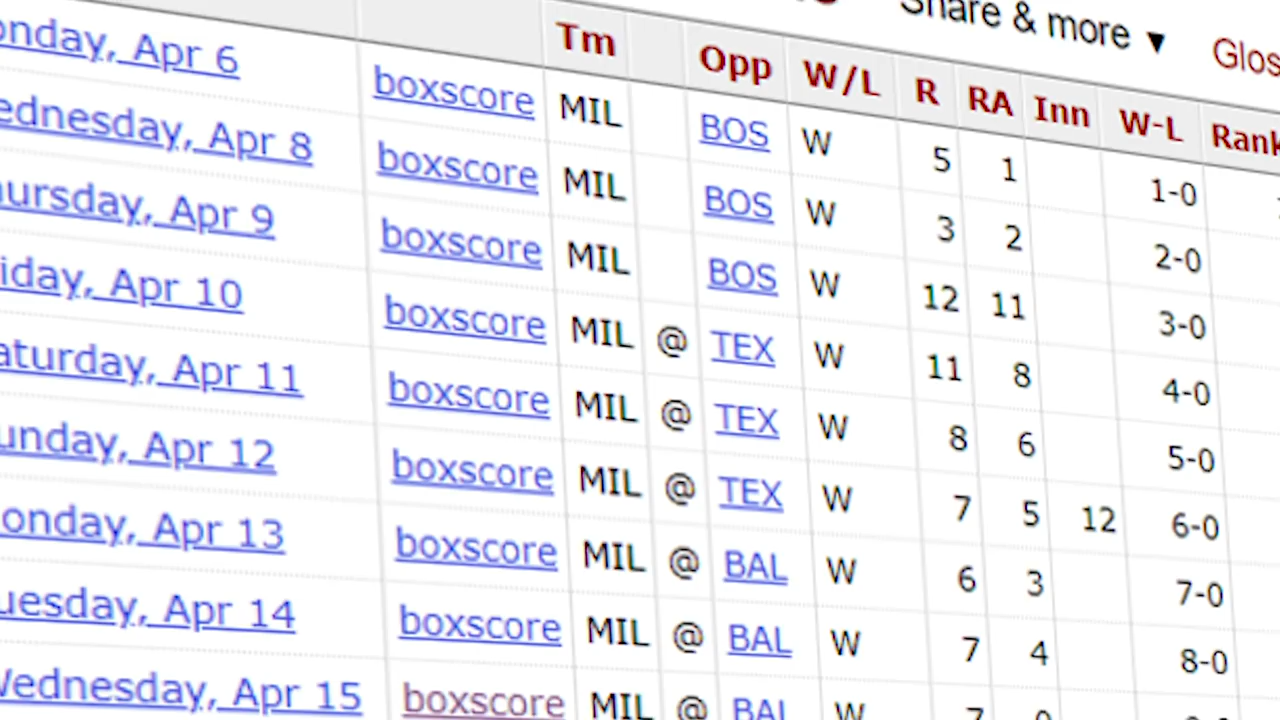 Share & more ▼ Glos
Tm Opp W/L R RA Inn W-L Rank
onday, Apr 6 boxscore MIL BOS W 5 1 1-0
ednesday, Apr 8 boxscore MIL BOS W 3 2 2-0
hursday, Apr 9 boxscore MIL BOS W 12 11 3-0
iday, Apr 10 boxscore MIL @ TEX W 11 8 4-0
aturday, Apr 11 boxscore MIL @ TEX W 8 6 5-0
unday, Apr 12 boxscore MIL @ TEX W 7 5 12 6-0
onday, Apr 13 boxscore MIL @ BAL W 6 3 7-0
uesday, Apr 14 boxscore MIL @ BAL W 7 4 8-0
Wednesday, Apr 15 boxscore MIL @ BAL W 7